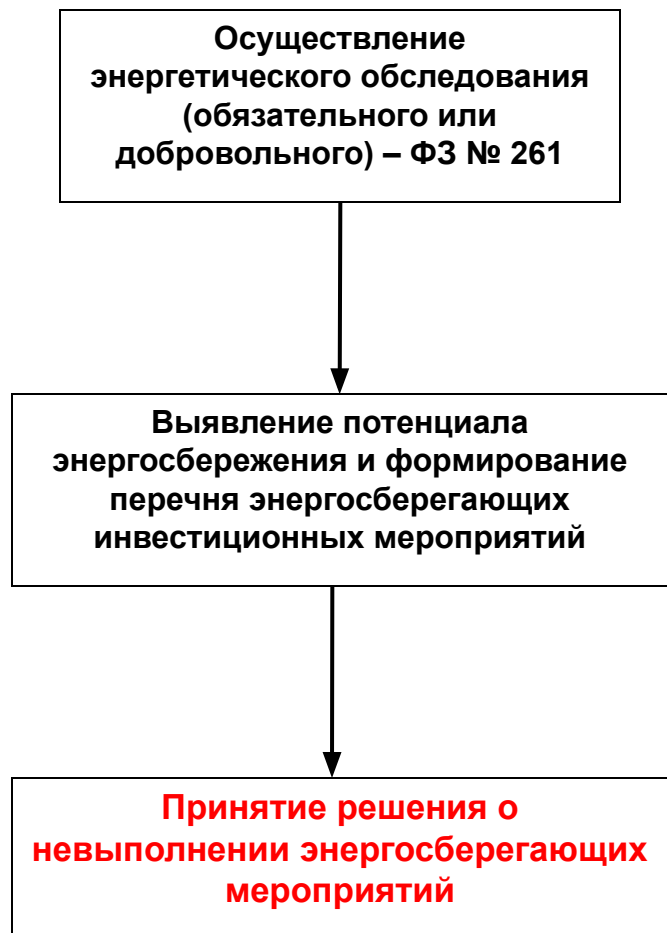 Осуществление
энергетического обследования
(обязательного или
добровольного) – ФЗ № 261
Выявление потенциала
энергосбережения и формирование
перечня энергосберегающих
инвестиционных мероприятий
Принятие решения о
невыполнении энергосберегающих
мероприятий